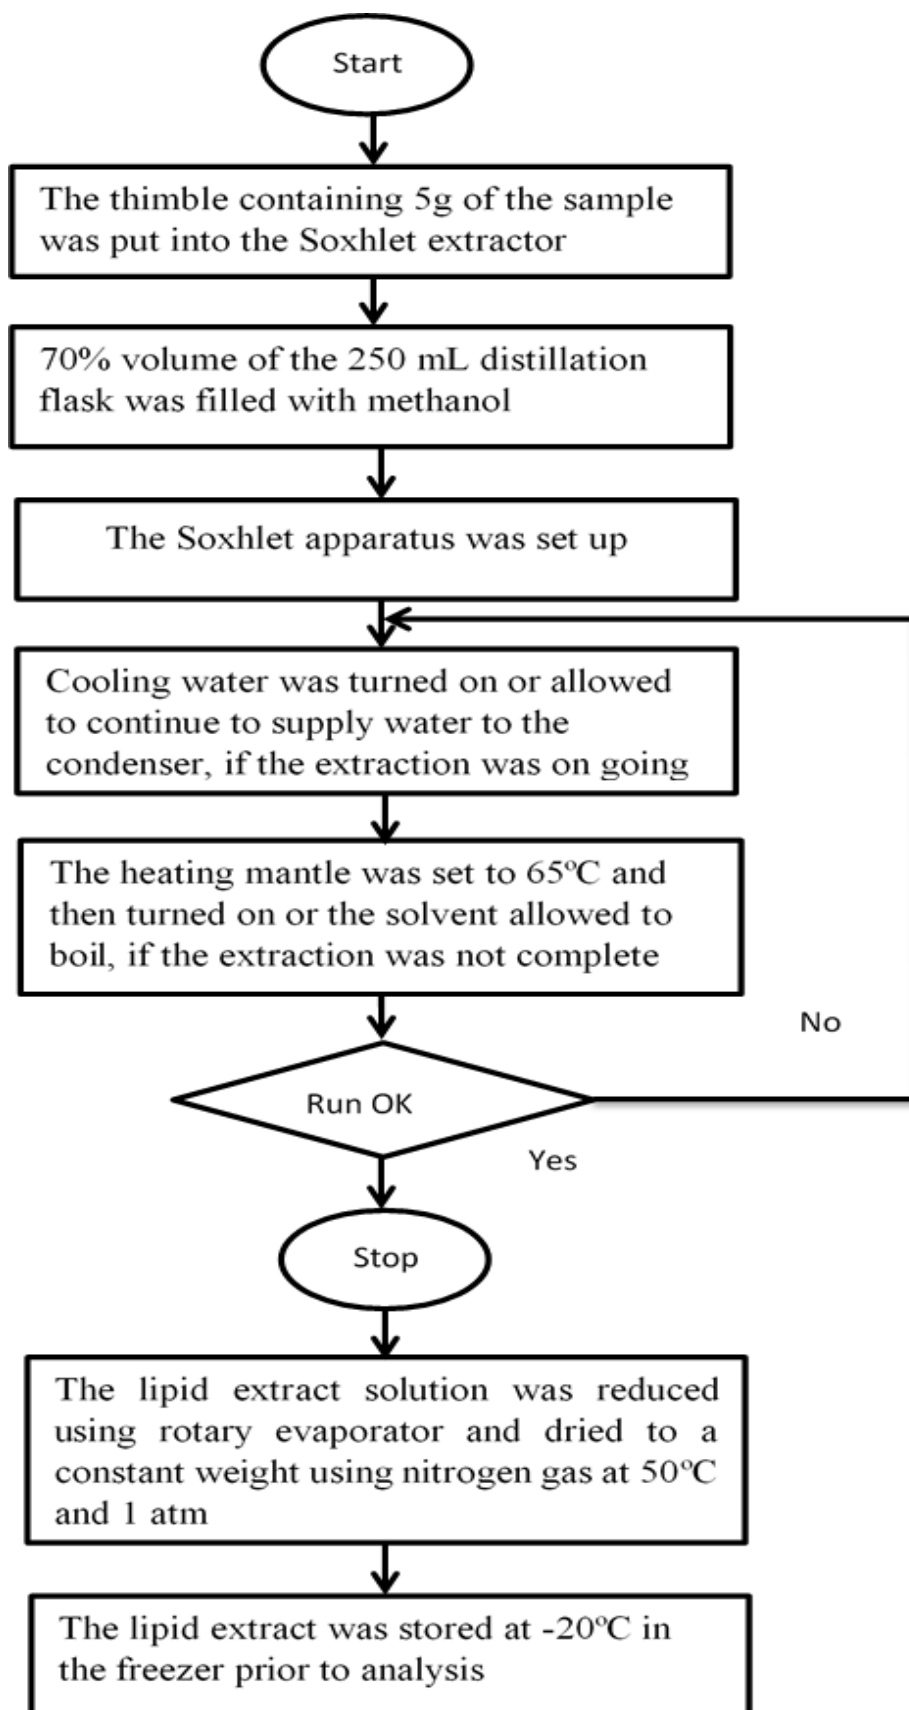 Start
The thimble containing 5g of the sample
was put into the Soxhlet extractor
70% volume of the 250 mL distillation
flask was filled with methanol
The Soxhlet apparatus was set up
Cooling water was turned on or allowed
to continue to supply water to the
condenser, if the extraction was on going
The heating mantle was set to 65ºC and
then turned on or the solvent allowed to
boil, if the extraction was not complete
No
Run OK
Yes
Stop
The lipid extract solution was reduced
using rotary evaporator and dried to a
constant weight using nitrogen gas at 50ºC
and 1 atm
The lipid extract was stored at -20ºC in
the freezer prior to analysis